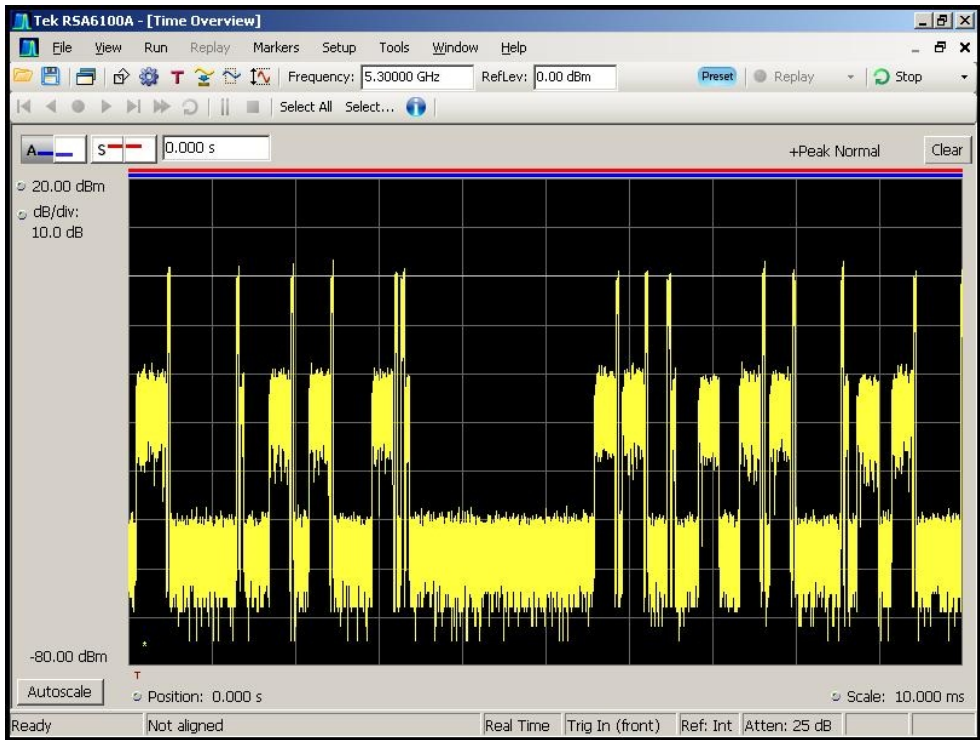 Tek RSA6100A - [Time Overview]
File View Run Replay Markers Setup Tools Window Help
T Frequency: 5.30000 GHz RefLev: 0.00 dBm Preset Replay Stop
Select All Select...
A S 0.000 s +Peak Normal Clear
20.00 dBm
dB/div:
10.0 dB
-80.00 dBm
T
Autoscale Position: 0.000 s Scale: 10.000 ms
Ready Not aligned Real Time Trig In (front) Ref: Int Atten: 25 dB